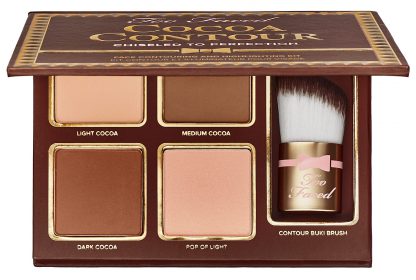 Too Faced
COCOA
CONTOUR
CHISELED TO PERFECTION
FACE CONTOURING AND HIGHLIGHTING KIT
LIGHT COCOA
MEDIUM COCOA
DARK COCOA
POP OF LIGHT
Too
Faced
CONTOUR BUKI BRUSH